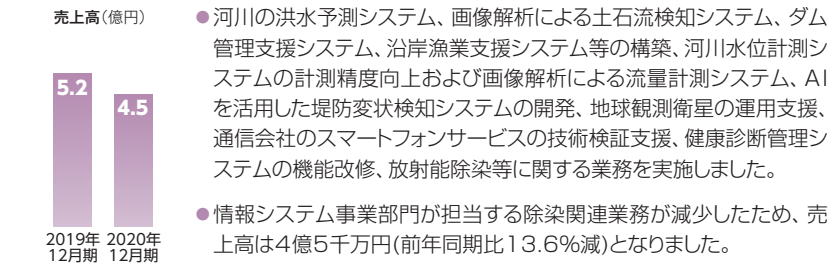 売上高(億円)
5.2
4.5
2019年 2020年
12月期 12月期
●河川の洪水予測システム、画像解析による土石流検知システム、ダム
管理支援システム、沿岸漁業支援システム等の構築、河川水位計測シ
ステムの計測精度向上および画像解析による流量計測システム、AI
を活用した堤防変状検知システムの開発、地球観測衛星の運用支援、
通信会社のスマートフォンサービスの技術検証支援、健康診断管理シ
ステムの機能改修、放射能除染等に関する業務を実施しました。
●情報システム事業部門が担当する除染関連業務が減少したため、売
上高は4億5千万円(前年同期比13.6%減)となりました。